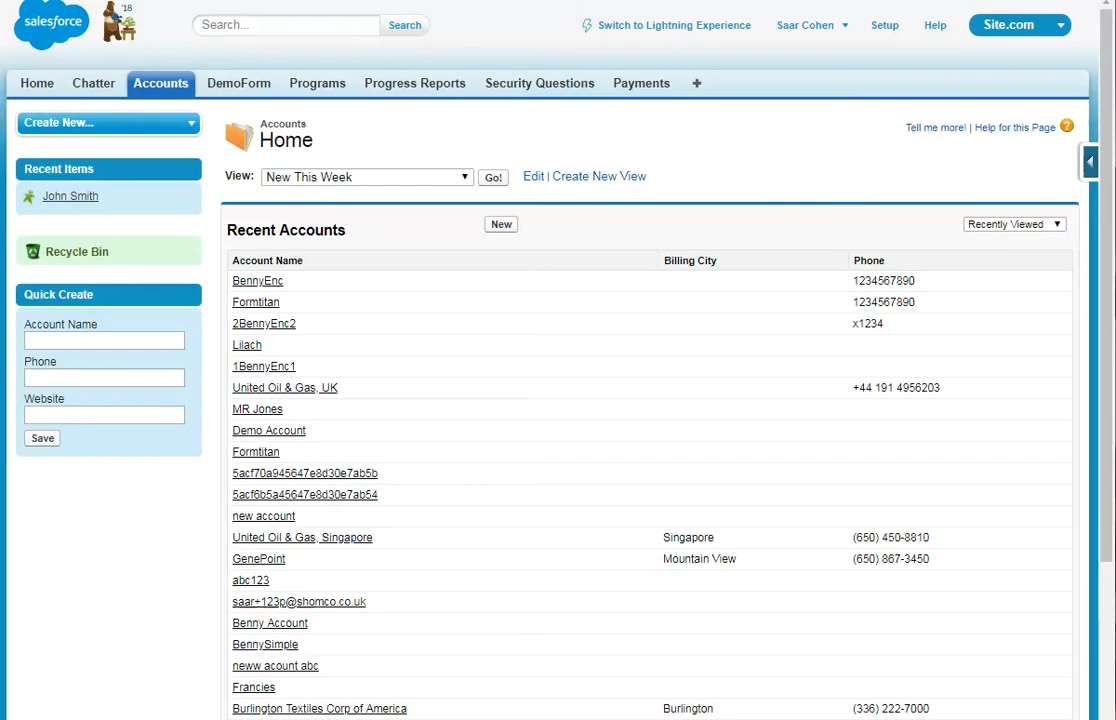 salesforce
'18
Search...
Search
Switch to Lightning Experience
Saar Cohen
Setup
Help
Site.com
Home
Chatter
Accounts
DemoForm
Programs
Progress Reports
Security Questions
Payments
+
Create New...
Recent Items
John Smith
Recycle Bin
Quick Create
Account Name
Phone
Website
Save
Accounts
Home
Tell me more! | Help for this Page ?
View: New This Week Go! Edit | Create New View
Recent Accounts New Recently Viewed
Account Name Billing City Phone
BennyEnc 1234567890
Formtitan 1234567890
2BennyEnc2 x1234
Lilach
1BennyEnc1
United Oil & Gas, UK +44 191 4956203
MR Jones
Demo Account
Formtitan
5acf70a945647e8d30e7ab5b
5acf6b5a45647e8d30e7ab54
new account
United Oil & Gas, Singapore Singapore (650) 450-8810
GenePoint Mountain View (650) 867-3450
abc123
saar+123p@shomco.co.uk
Benny Account
BennySimple
neww acount abc
Francies
Burlington Textiles Corp of America Burlington (336) 222-7000